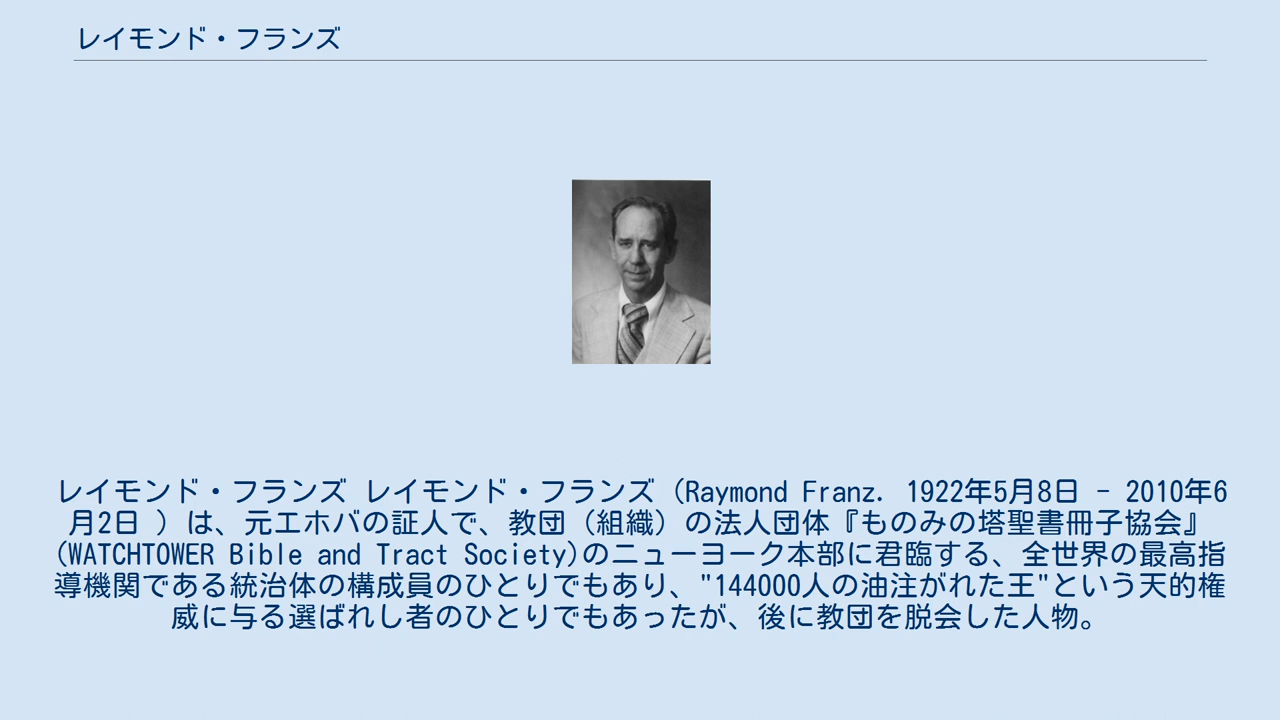 レイモンド・フランズ
レイモンド・フランズ レイモンド・フランズ（Raymond Franz. 1922年5月8日 - 2010年6
月2日 ）は、元エホバの証人で、教団（組織）の法人団体『ものみの塔聖書冊子協会』
(WATCHTOWER Bible and Tract Society)のニューヨーク本部に君臨する、全世界の最高指
導機関である統治体の構成員のひとりでもあり、"144000人の油注がれた王"という天的権
威に与る選ばれし者のひとりでもあったが、後に教団を脱会した人物。